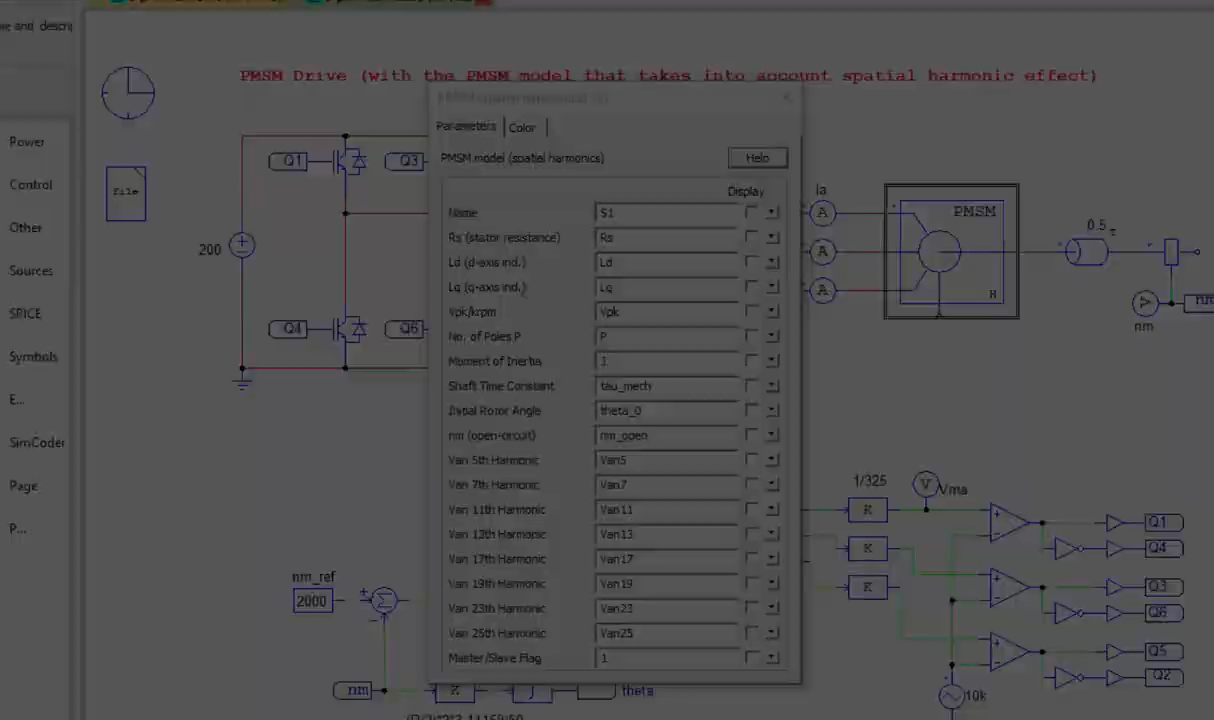 PMSM Drive (with the PMSM model that takes into account spatial harmonic effect)
Power
Control
Other
Sources
SPICE
Symbols
E...
SimCoder
Page
P...
File
200
Q1
Q3
Q4
Q6
Parameters
Color
PMSM model (spatial harmonics)
Help
Display
Name
S1
Rs (stator resistance)
Rs
Ld (d-axis ind.)
Ld
Lq (q-axis ind.)
Lq
Vpk/krpm
Vpk
No. of Poles P
P
Moment of Inertia
Shaft Time Constant
tau_mech
Initial Rotor Angle
theta_0
nm (open-circuit)
nm_open
Van 5th Harmonic
Van5
Van 7th Harmonic
Van7
Van 11th Harmonic
Van11
Van 13th Harmonic
Van13
Van 17th Harmonic
Van17
Van 19th Harmonic
Van19
Van 23th Harmonic
Van23
Van 25th Harmonic
Van25
Master/Slave Flag
1
Ia
A
A
A
PMSM
N
0.5
nm
nm_ref
2000
nm
K
theta
1/325
K
K
K
V
Vma
10k
Q1
Q4
Q3
Q6
Q5
Q2